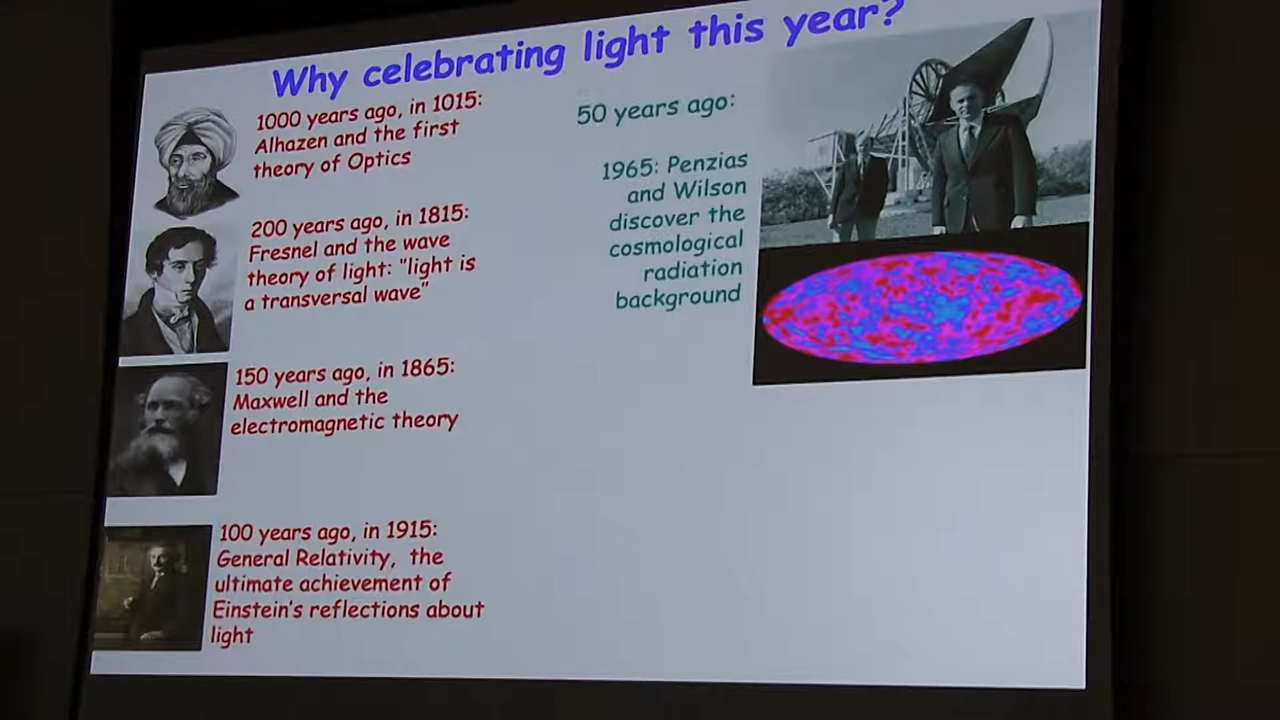 Why celebrating light this year?
1000 years ago, in 1015:
Alhazen and the first
theory of Optics
200 years ago, in 1815:
Fresnel and the wave
theory of light: "light is
a transversal wave"
150 years ago, in 1865:
Maxwell and the
electromagnetic theory
100 years ago, in 1915:
General Relativity, the
ultimate achievement of
Einstein's reflections about
light
50 years ago:
1965: Penzias
and Wilson
discover the
cosmological
radiation
background